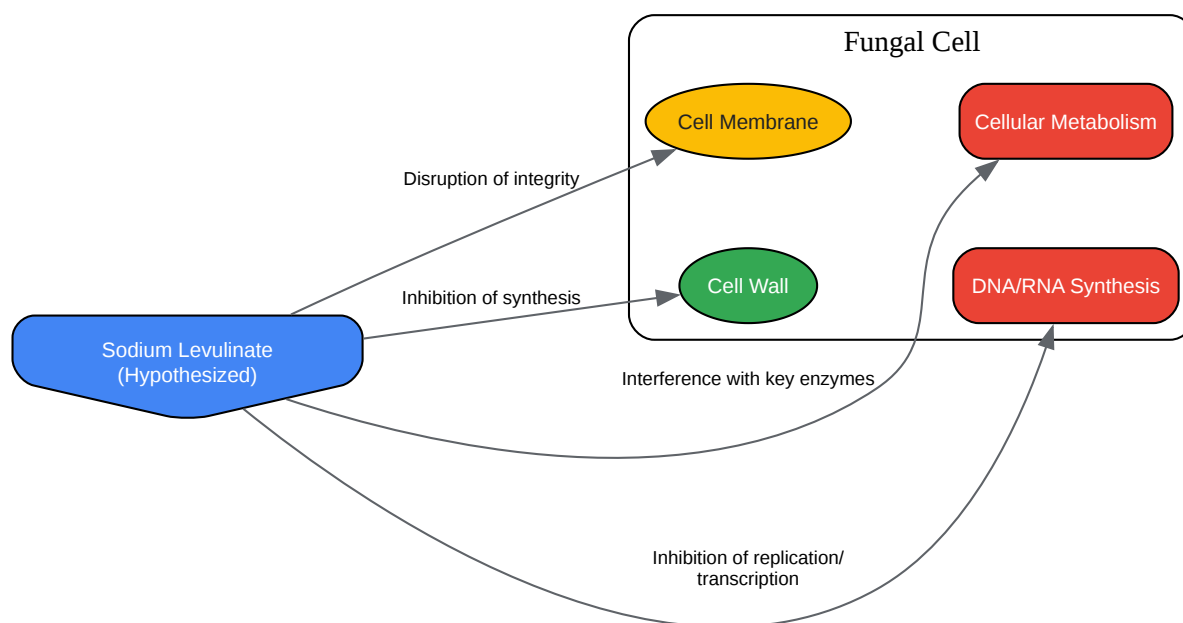 Fungal Cell
Cell Membrane
Cellular Metabolism
Disruption of integrity
Cell Wall
DNA/RNA Synthesis
Inhibition of synthesis
Sodium Levulinate
(Hypothesized)
Interference with key enzymes
Inhibition of replication/
transcription